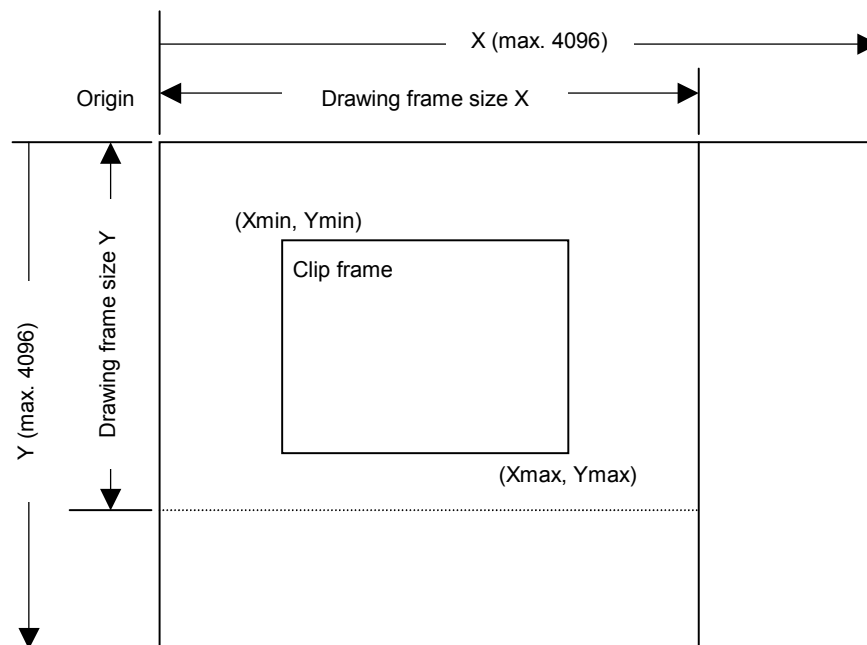 X (max. 4096)
Origin
Drawing frame size X
(Xmin, Ymin)
Clip frame
Drawing frame size Y
Y (max. 4096)
(Xmax, Ymax)